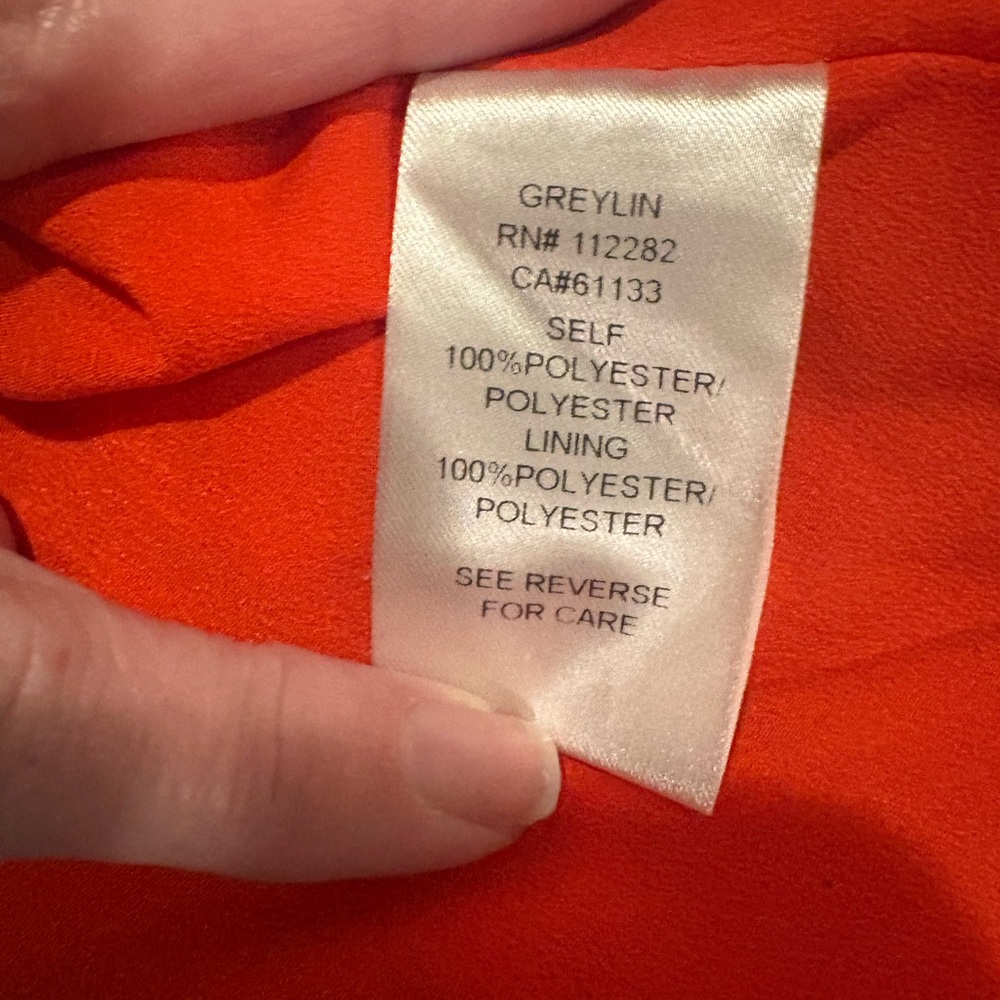 GREYLIN
RN# 112282
CA#61133
SELF
100%POLYESTER/
POLYESTER
LINING
100%POLYESTER/
POLYESTER
SEE REVERSE
FOR CARE